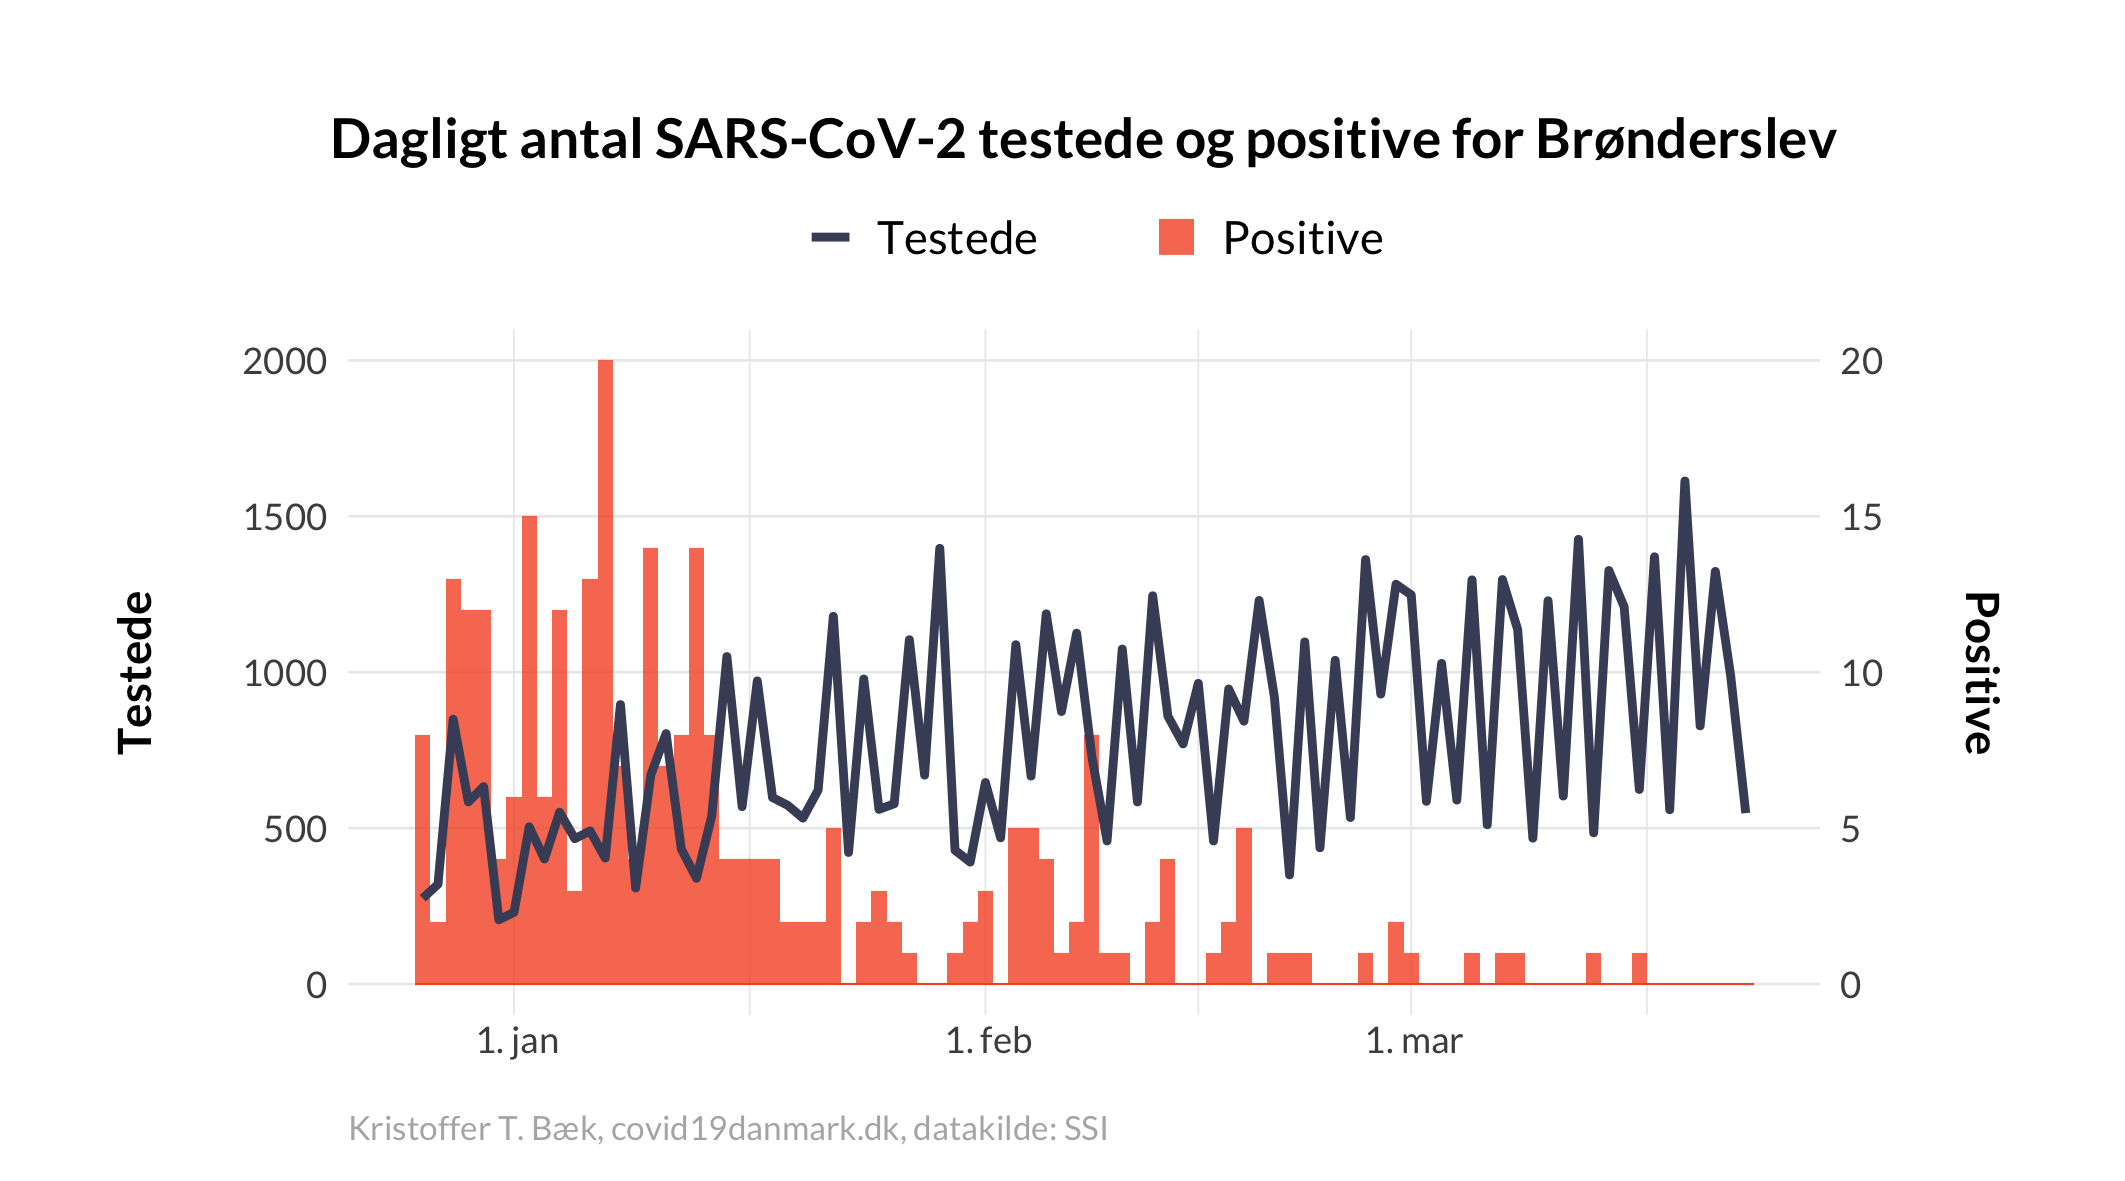 Dagligt antal SARS-CoV-2 testede og positive for Brønderslev
Testede
Positive
2000
1500
1000
500
0
Testede
20
15
10
5
0
Positive
1. jan
1. feb
1. mar
Kristoffer T. Bæk, covid19danmark.dk, datakilde: SSI